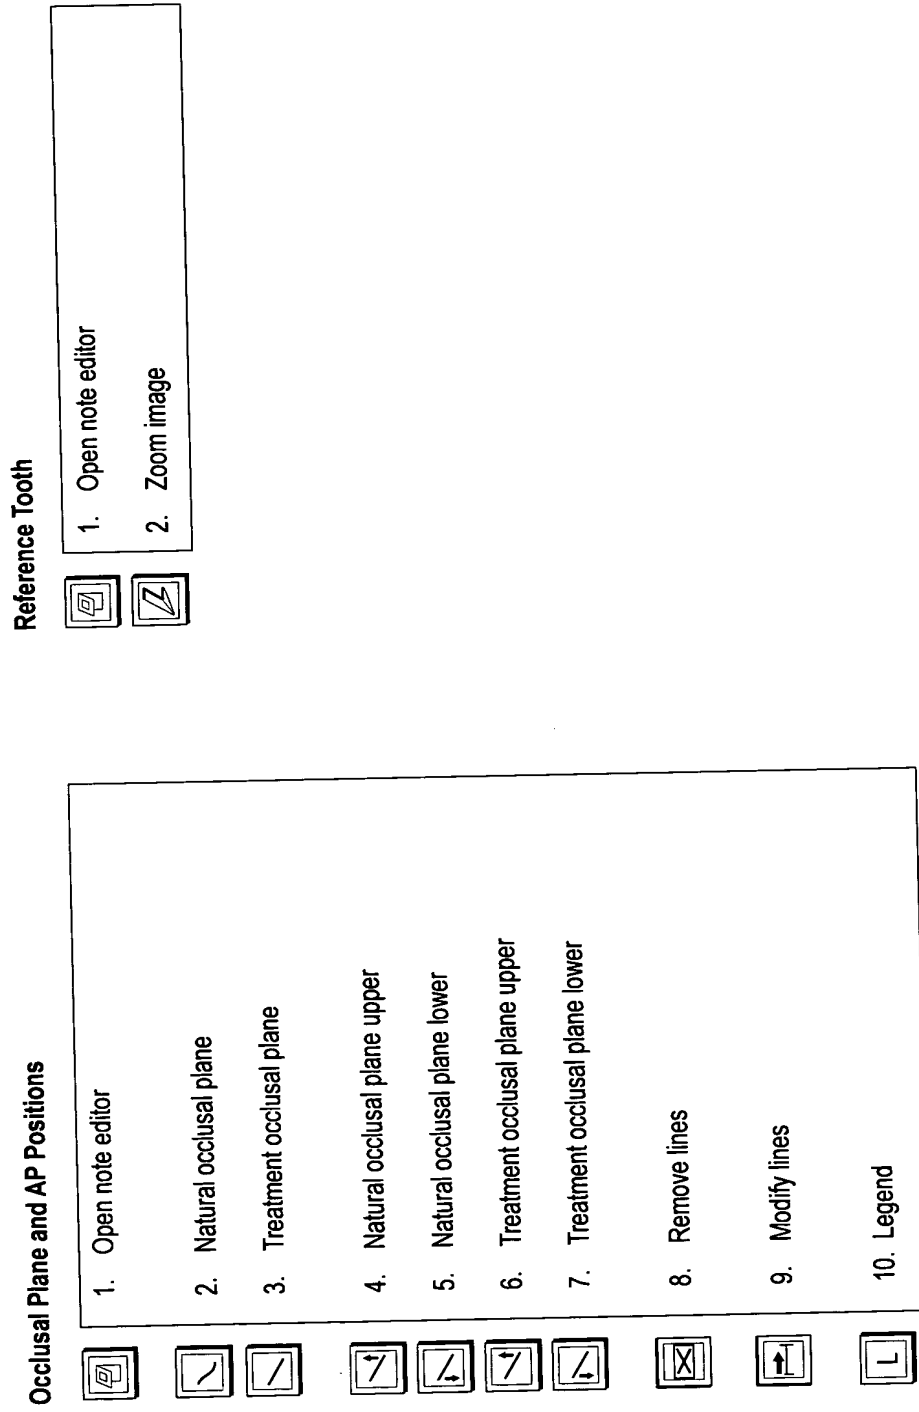 Occlusal Plane and AP Positions
1. Open note editor
2. Natural occlusal plane
3. Treatment occlusal plane
4. Natural occlusal plane upper
5. Natural occlusal plane lower
6. Treatment occlusal plane upper
7. Treatment occlusal plane lower
8. Remove lines
9. Modify lines
10. Legend
L
Reference Tooth
1. Open note editor
2. Zoom image